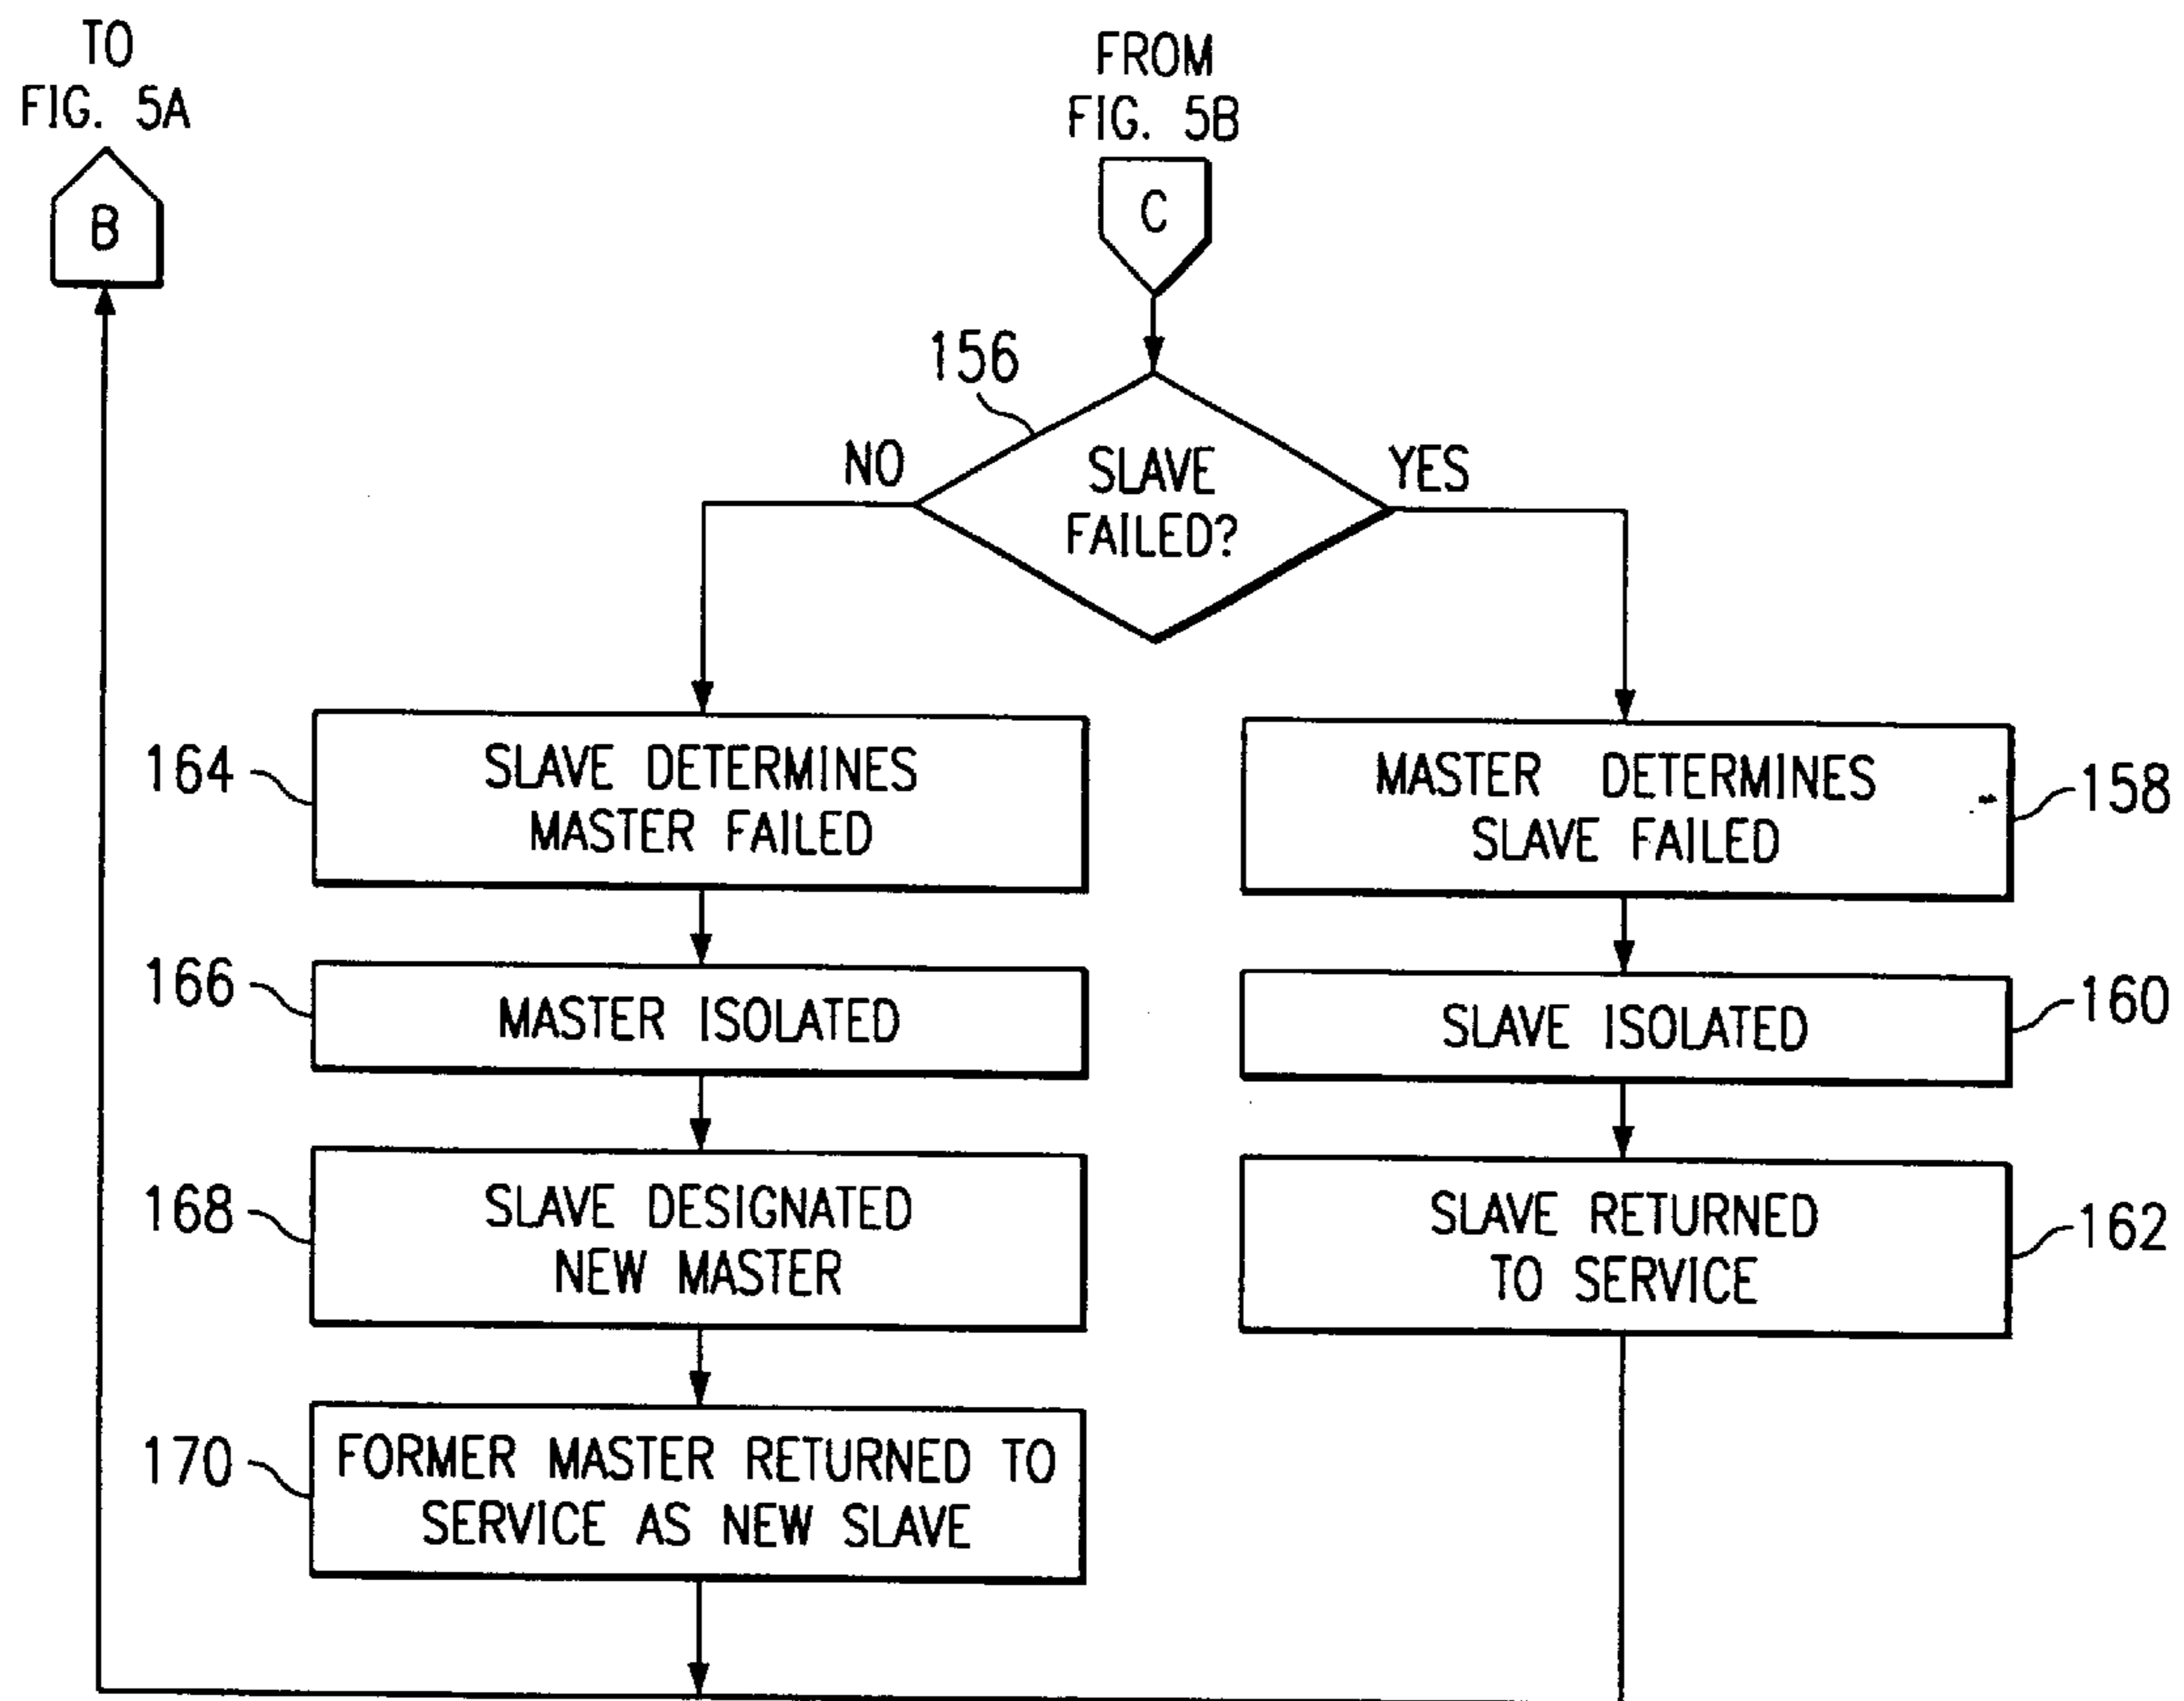 TO
FIG. 5A
B
FROM
FIG. 5B
C
156
NO
SLAVE
FAILED?
YES
164
SLAVE DETERMINES
MASTER FAILED
MASTER DETERMINES
SLAVE FAILED
158
166
MASTER ISOLATED
SLAVE ISOLATED
160
168
SLAVE DESIGNATED
NEW MASTER
SLAVE RETURNED
TO SERVICE
162
170
FORMER MASTER RETURNED TO
SERVICE AS NEW SLAVE